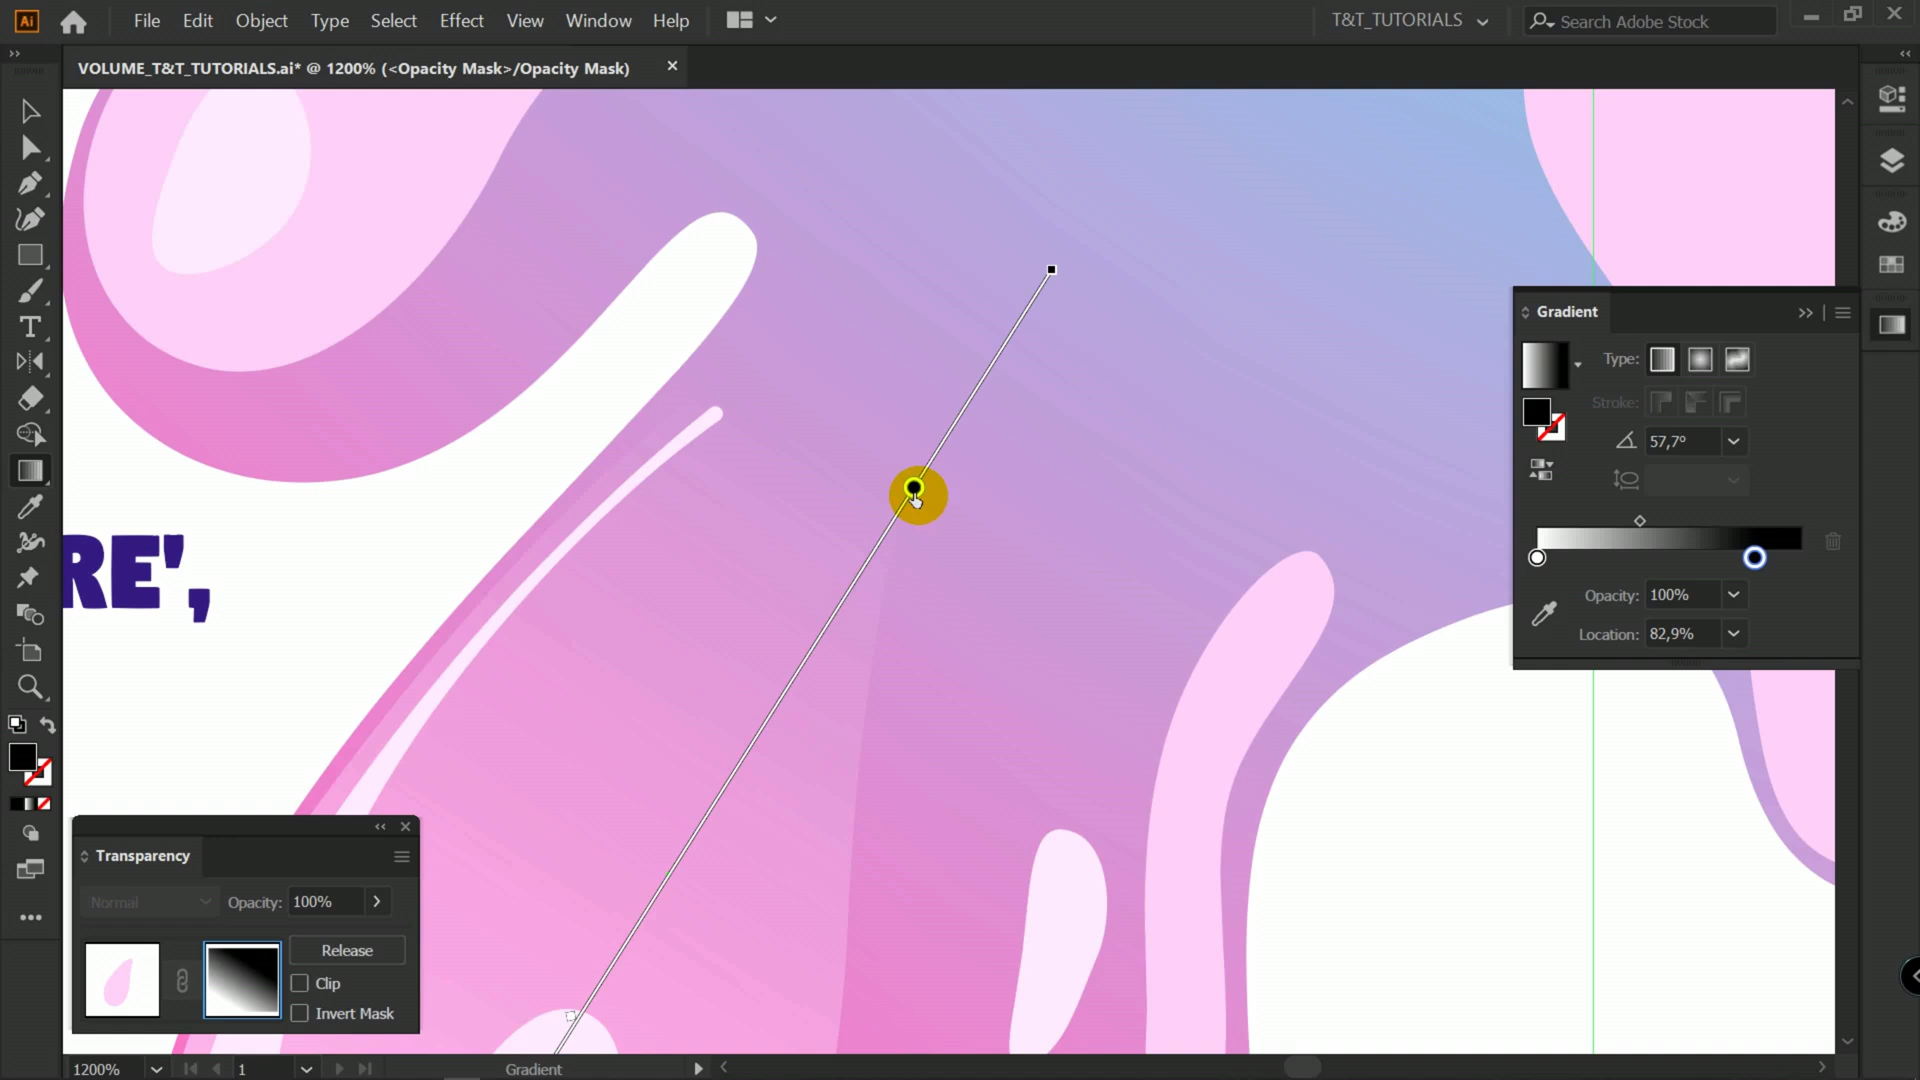 Ai File Edit Object Type Select Effect View Window Help T&T_TUTORIALS Search Adobe Stock
VOLUME_T&T_TUTORIALS.ai* @ 1200% (<Opacity Mask>/Opacity Mask)
Gradient
Type:
Stroke:
57,7°
Opacity: 100%
Location: 82,9%
RE',
Transparency
Normal Opacity: 100%
Release
Clip
Invert Mask
1200% 1 Gradient